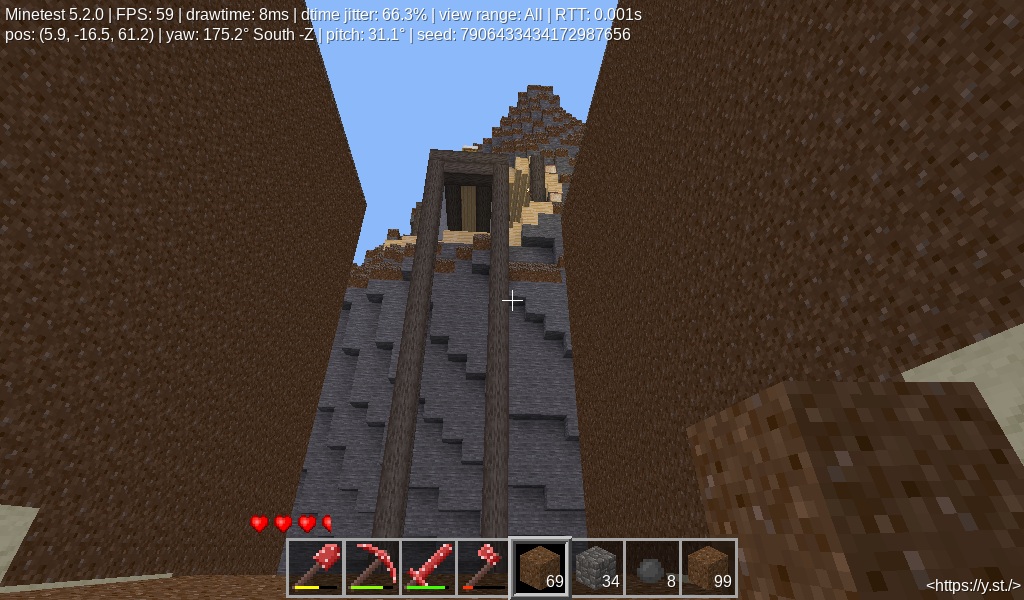 Minetest 5.2.0 | FPS: 59 | drawtime: 8ms | dtime jitter: 66.3% | view range: All | RTT: 0.001s
pos: (5.9, -16.5, 61.2) | yaw: 175.2° South -Z | pitch: 31.1° | seed: 7906433434172987656
69 34 8 99
<https://y.st./>